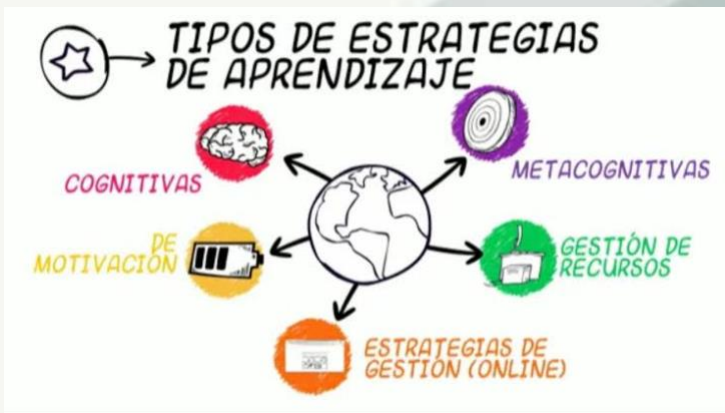 TIPOS DE ESTRATEGIAS
DE APRENDIZAJE
COGNITIVAS
METACOGNITIVAS
DE
MOTIVACIÓN
GESTIÓN DE
RECURSOS
ESTRATEGIAS DE
GESTIÓN (ONLINE)